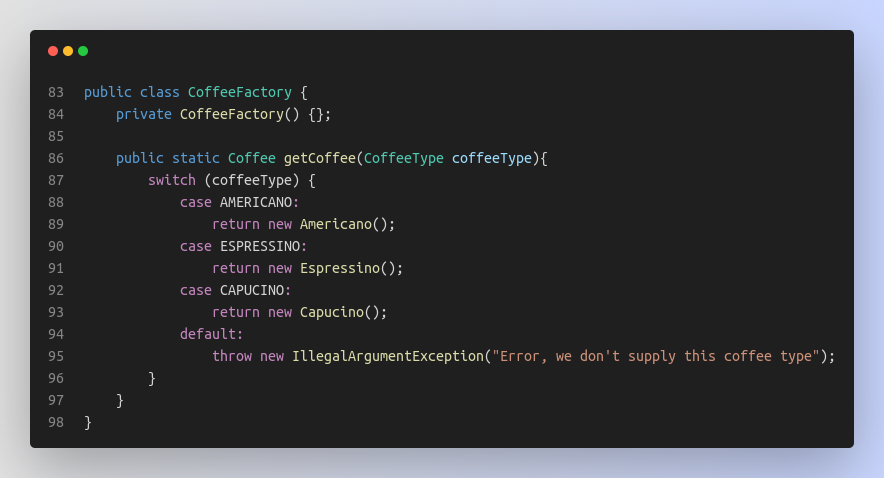 83 public class CoffeeFactory {
84     private CoffeeFactory() {};
85
86     public static Coffee getCoffee(CoffeeType coffeeType){
87         switch (coffeeType) {
88             case AMERICANO:
89                 return new Americano();
90             case ESPRESSINO:
91                 return new Espressino();
92             case CAPUCINO:
93                 return new Capucino();
94             default:
95                 throw new IllegalArgumentException("Error, we don't supply this coffee type");
96         }
97     }
98 }